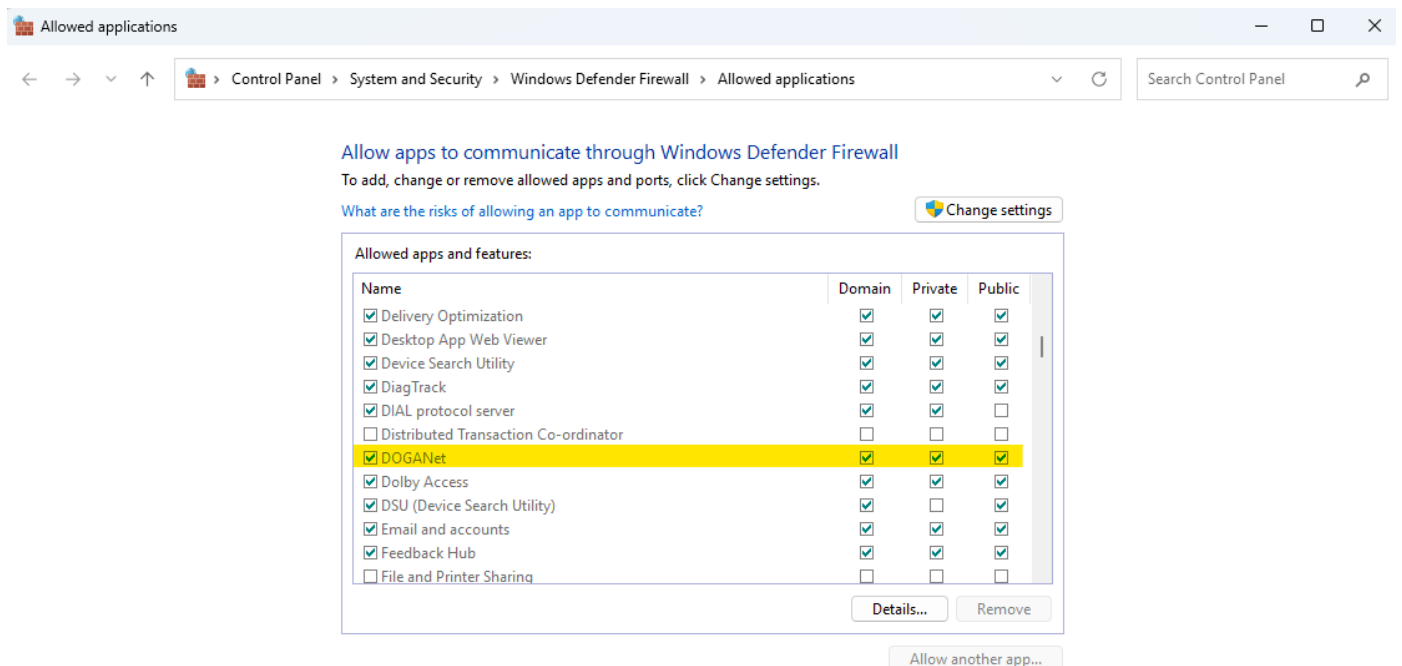 Allowed applications
Control Panel > System and Security > Windows Defender Firewall > Allowed applications
Search Control Panel
Allow apps to communicate through Windows Defender Firewall
To add, change or remove allowed apps and ports, click Change settings.
What are the risks of allowing an app to communicate?
Change settings
Allowed apps and features:
Name Domain Private Public
Delivery Optimization
Desktop App Web Viewer
Device Search Utility
DiagTrack
DIAL protocol server
Distributed Transaction Co-ordinator
DOGANet
Dolby Access
DSU (Device Search Utility)
Email and accounts
Feedback Hub
File and Printer Sharing
Details... Remove
Allow another app...